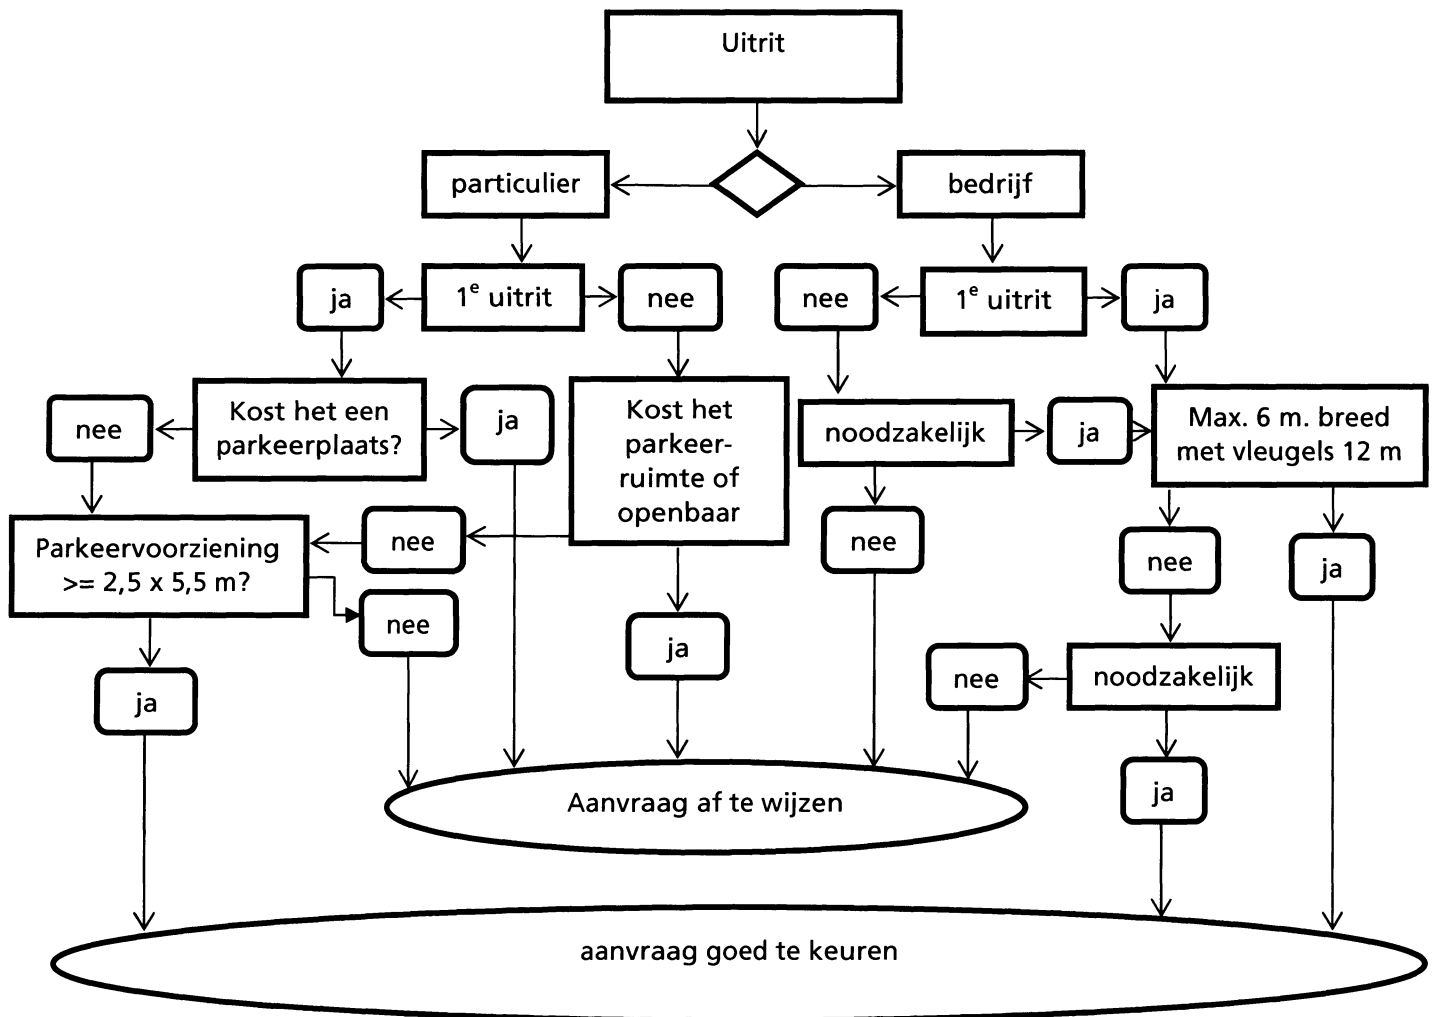 Uitrit
particulier
bedrijf
ja
1e uitrit
nee
nee
1e uitrit
ja
nee
Kost het een
parkeerplaats?
ja
Kost het
parkeer-
ruimte of
openbaar
noodzakelijk
ja
Max. 6 m. breed
met vleugels 12 m
Parkeervoorziening
>= 2,5 x 5,5 m?
nee
nee
nee
nee
ja
ja
ja
nee
noodzakelijk
ja
Aanvraag af te wijzen
aanvraag goed te keuren